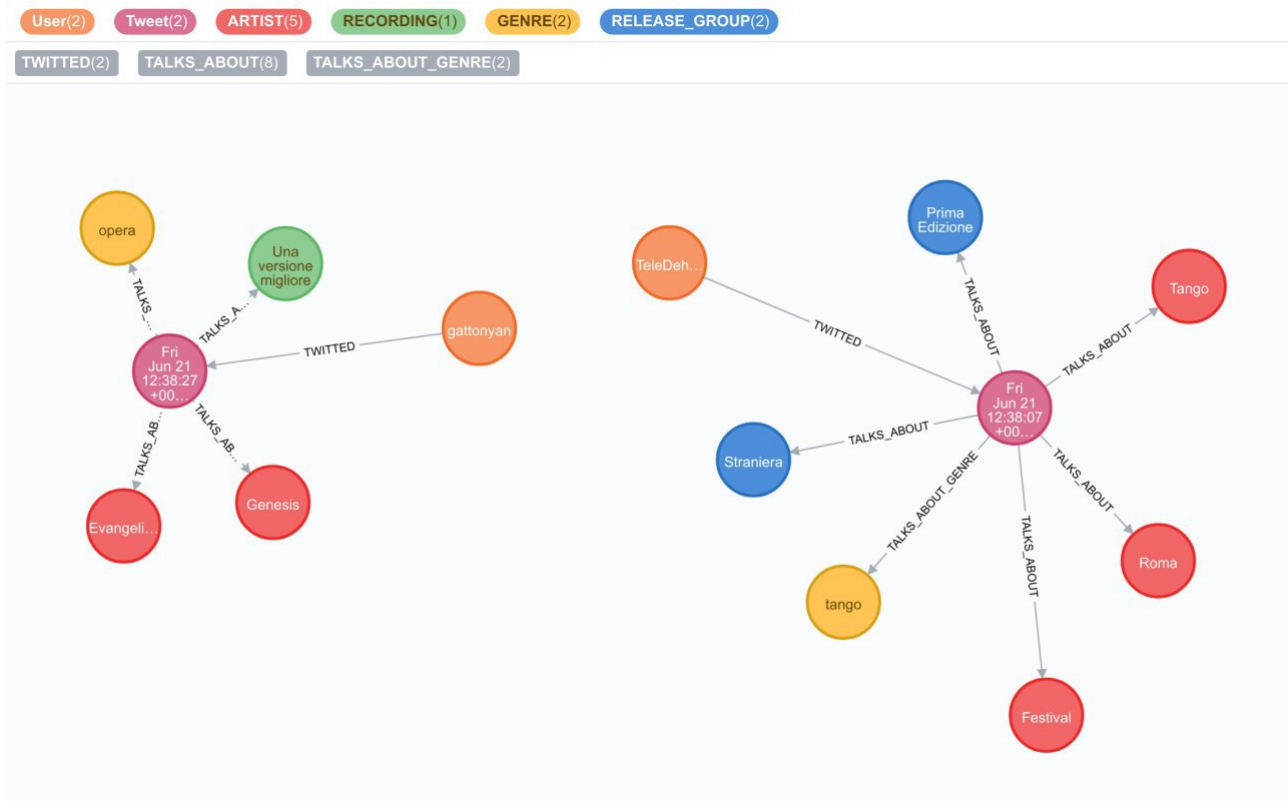 User(2) Tweet(2) ARTIST(5) RECORDING(1) GENRE(2) RELEASE_GROUP(2)
TWITTED(2) TALKS_ABOUT(8) TALKS_ABOUT_GENRE(2)
opera
Una
versione
migliore
TALKS_...
TALKS_A...
gattonyan
TWITTED
Fri
Jun 21
12:38:27
+00...
TALKS_AB...
TALKS_AB...
Evangeli...
Genesis
Prima
Edizione
TeleDeh...
Tango
TALKS_ABOUT
TWITTED
TALKS_ABOUT
Fri
Jun 21
12:38:07
+00...
TALKS_ABOUT
Straniera
TALKS_ABOUT_GENRE
TALKS_ABOUT
TALKS_ABOUT
Roma
tango
Festival